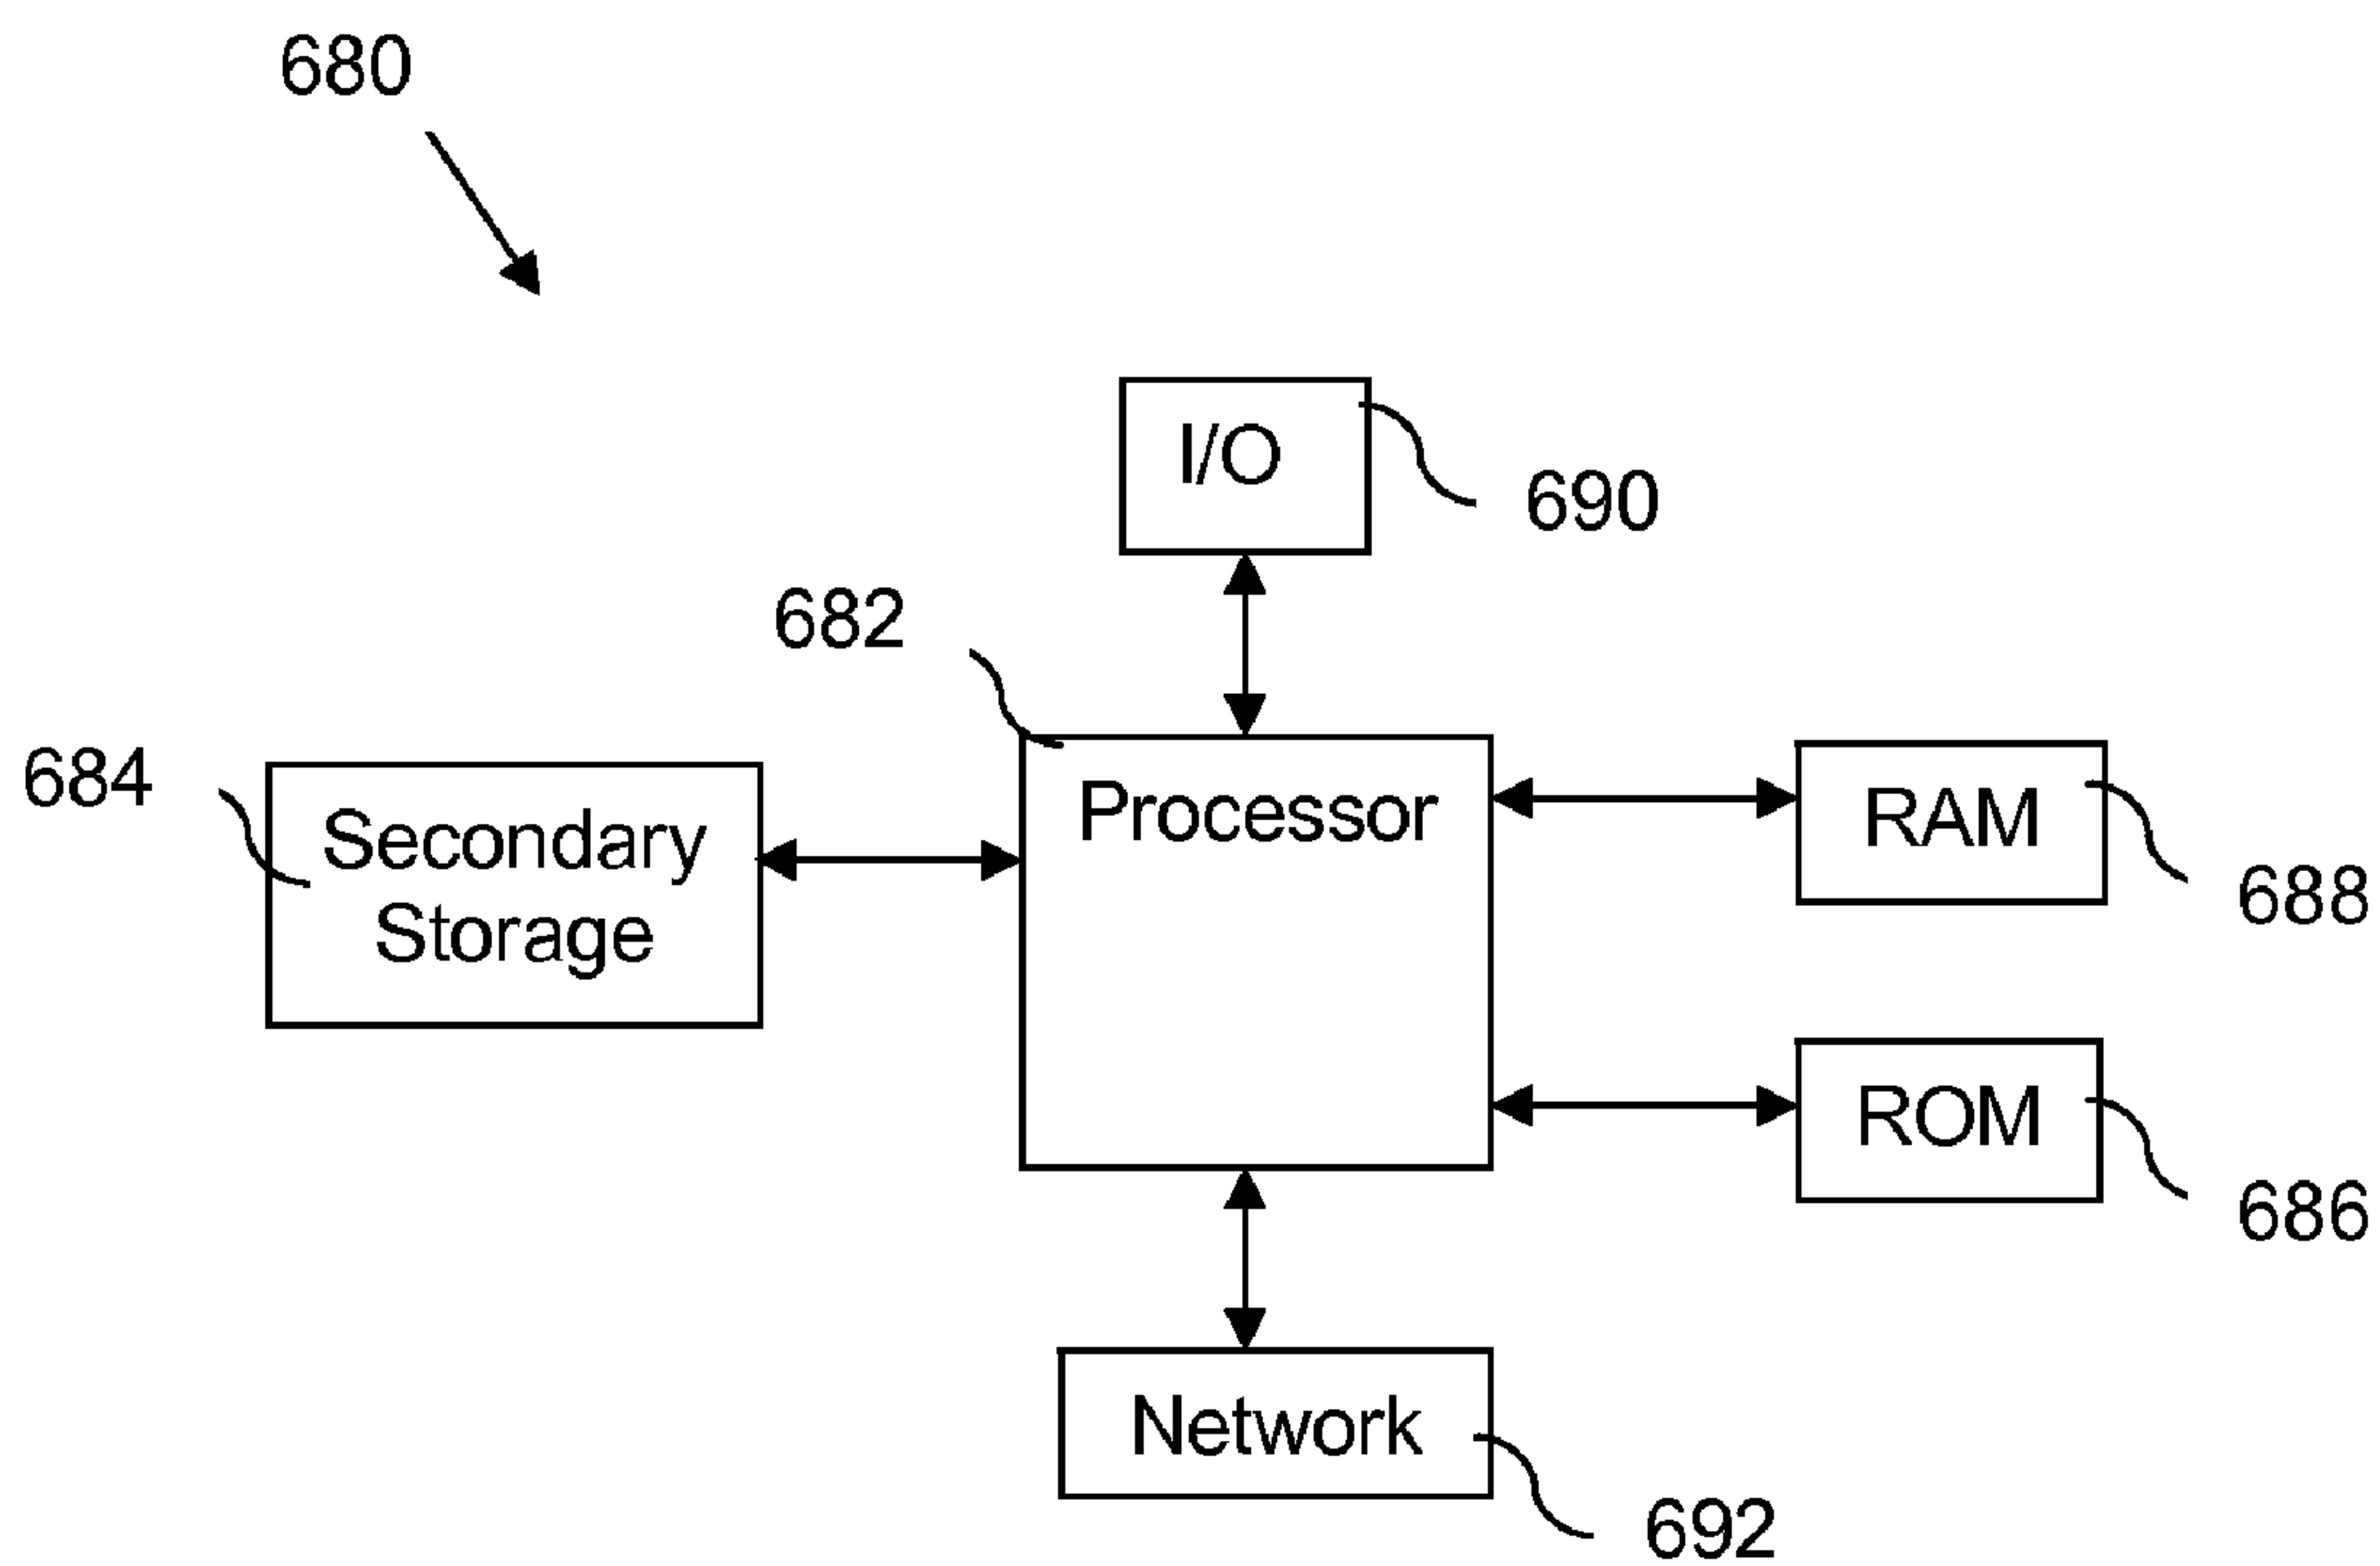 680
I/O
690
682
684
Secondary
Storage
Processor
RAM
688
ROM
686
Network
692